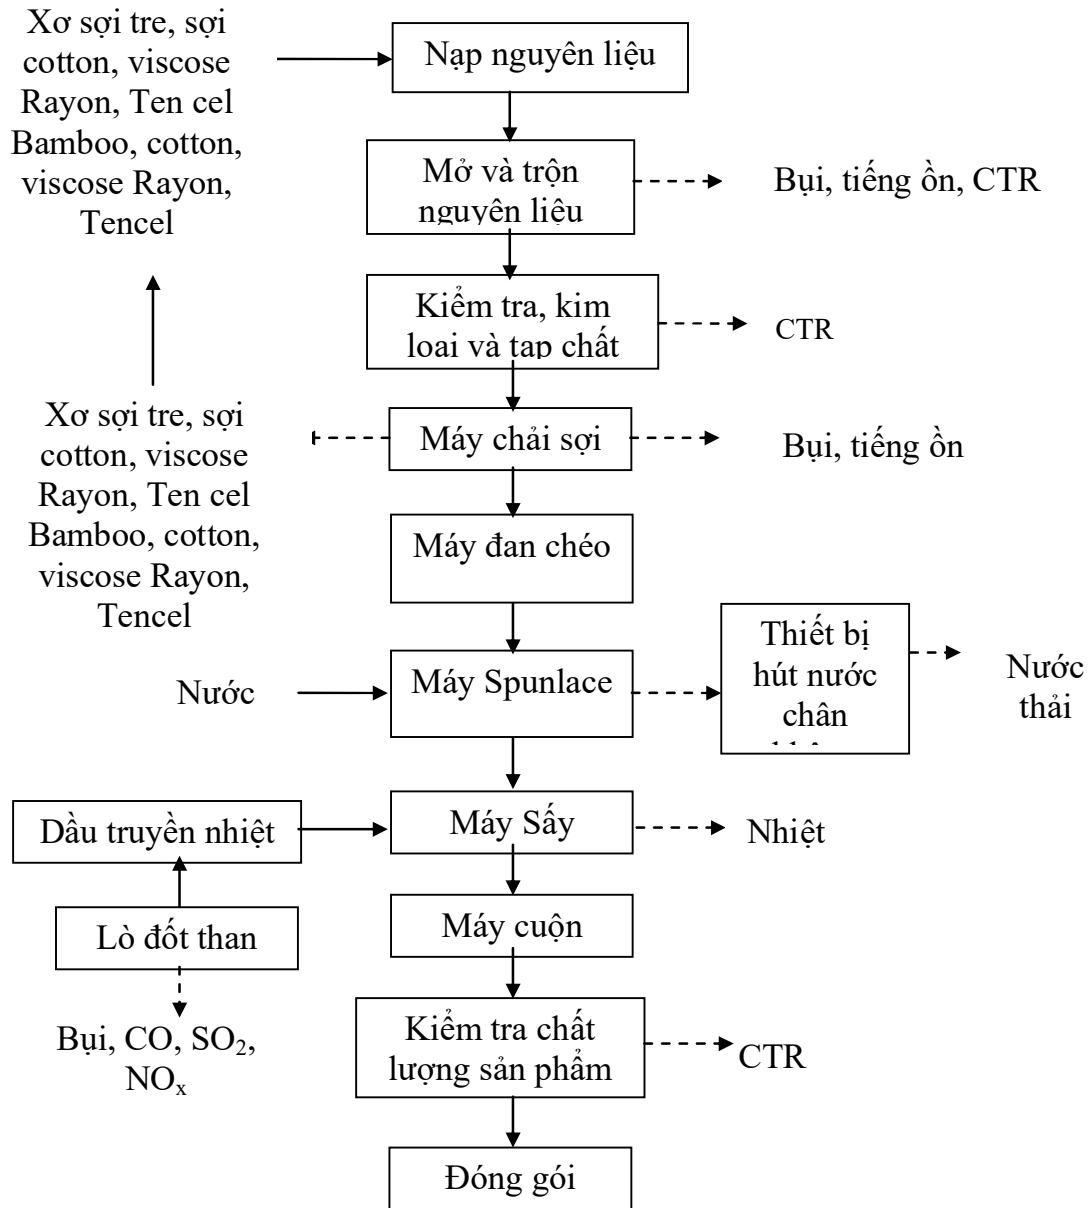 Xơ sợi tre, sợi
cotton, viscose
Rayon, Ten cel
Bamboo, cotton,
viscose Rayon,
Tencel
Nạp nguyên liệu
Mở và trộn
nguyên liệu
Bụi, tiếng ồn, CTR
Kiểm tra, kim
loại và tạp chất
CTR
Xơ sợi tre, sợi
cotton, viscose
Rayon, Ten cel
Bamboo, cotton,
viscose Rayon,
Tencel
Máy chải sợi
Bụi, tiếng ồn
Máy đan chéo
Nước
Máy Spunlace
Thiết bị
hút nước
chân
Nước
thải
Dầu truyền nhiệt
Máy Sấy
Nhiệt
Lò đốt than
Máy cuộn
Bụi, CO, SO₂,
NOₓ
Kiểm tra chất
lượng sản phẩm
CTR
Đóng gói